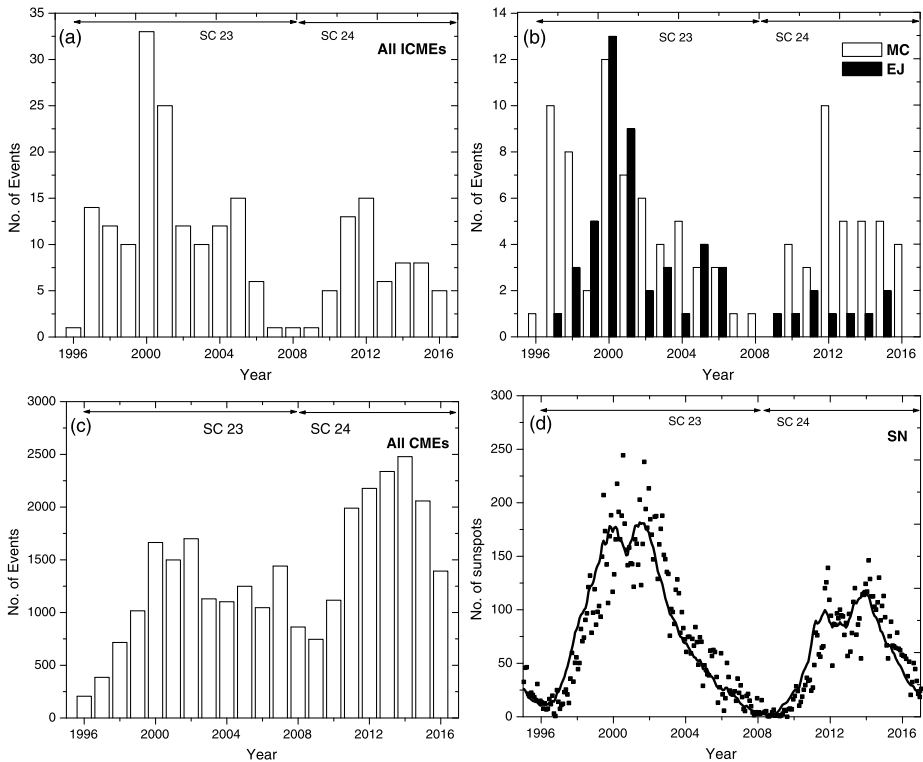 (a)
SC 23
SC 24
All ICMEs
35
30
25
20
15
10
5
0
No. of Events
1996 2000 2004 2008 2012 2016
Year
(b)
SC 23
SC 24
MC
EJ
14
12
10
8
6
4
2
0
No. of Events
1996 2000 2004 2008 2012 2016
Year
(c)
SC 23
SC 24
All CMEs
3000
2500
2000
1500
1000
500
0
No. of Events
1996 2000 2004 2008 2012 2016
Year
(d)
SC 23
SC 24
SN
300
250
200
150
100
50
0
No. of sunspots
1996 2000 2004 2008 2012 2016
Year